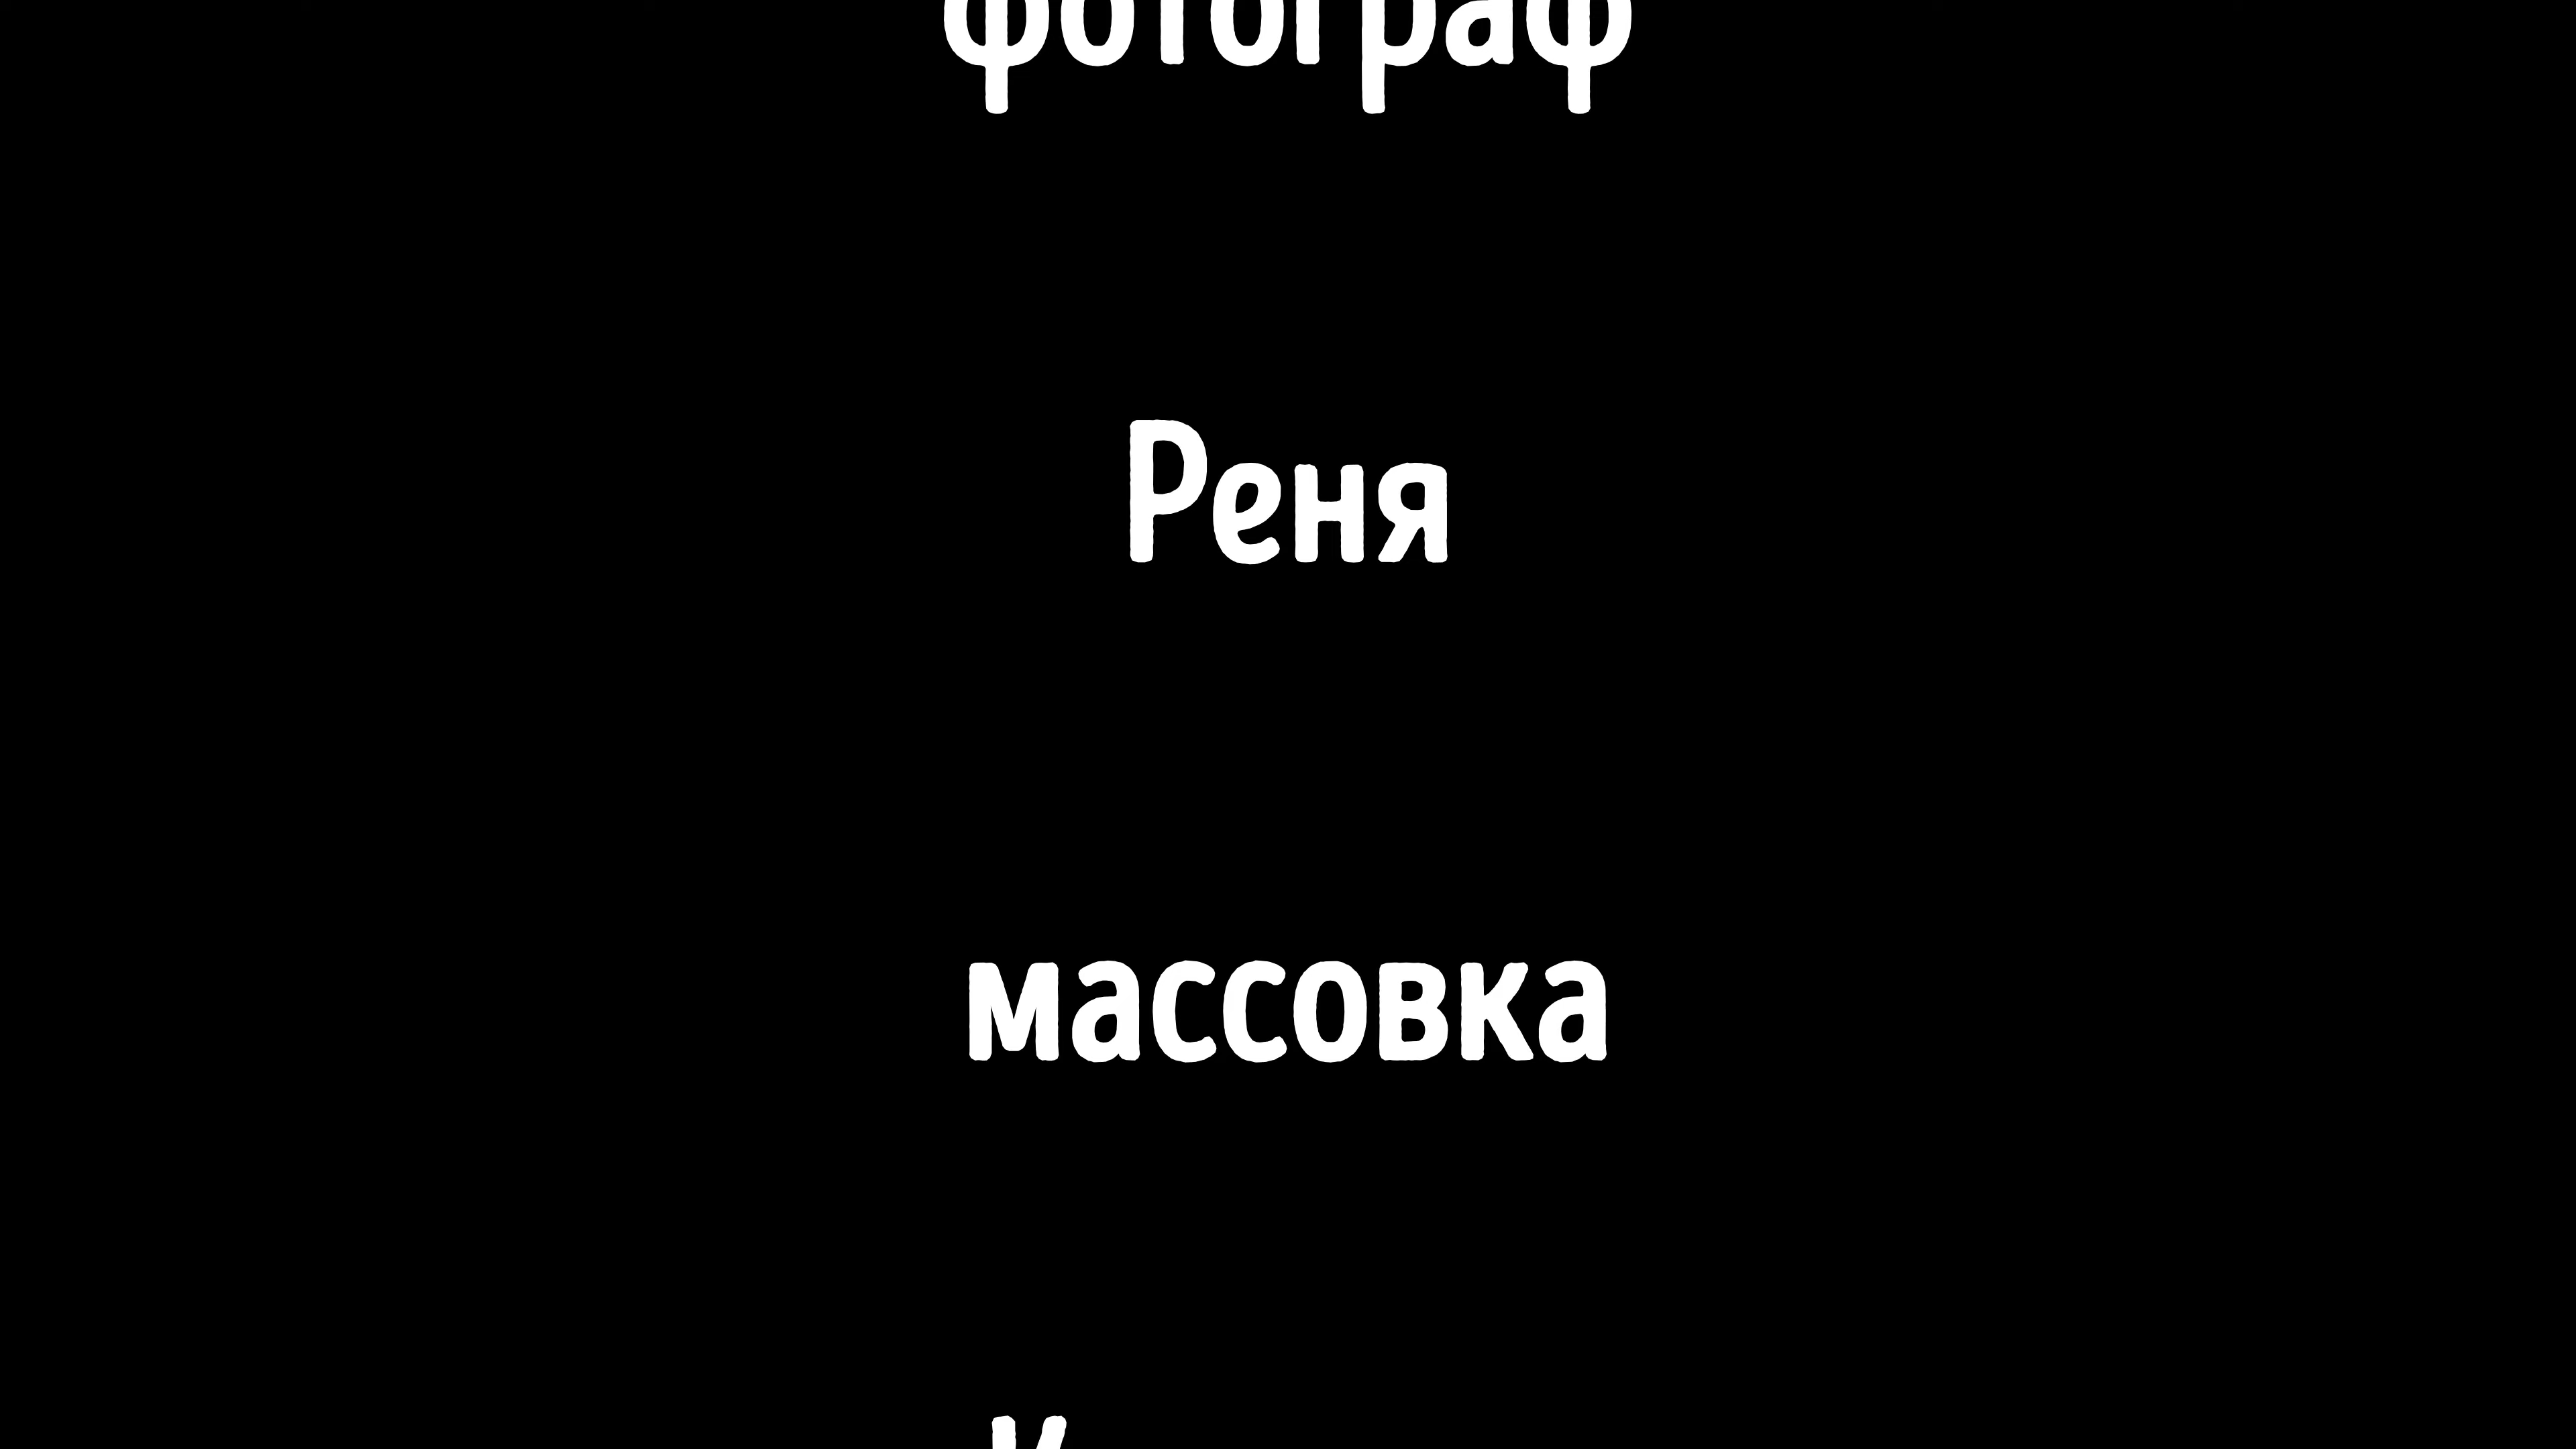 фотограф
Реня
массовка